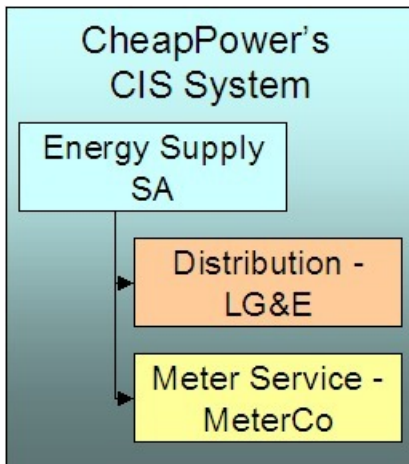 CheapPower's
CIS System
Energy Supply
SA
Distribution -
LG&E
Meter Service -
MeterCo